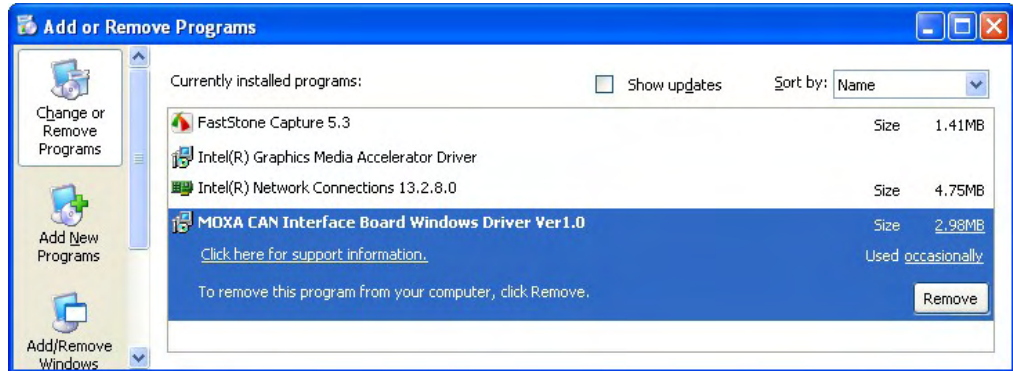 Add or Remove Programs
Change or
Remove
Programs
Add New
Programs
Add/Remove
Windows
Currently installed programs:
Show updates
Sort by: Name
FastStone Capture 5.3 Size 1.41MB
Intel(R) Graphics Media Accelerator Driver
Intel(R) Network Connections 13.2.8.0 Size 4.75MB
MOXA CAN Interface Board Windows Driver Ver1.0 Size 2.98MB
Click here for support information. Used occasionally
To remove this program from your computer, click Remove. Remove